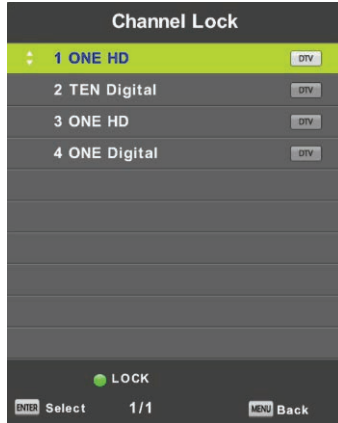 Channel Lock
1 ONE HD DTV
2 TEN Digital DTV
3 ONE HD DTV
4 ONE Digital DTV
LOCK
ENTER Select 1/1 MENU Back